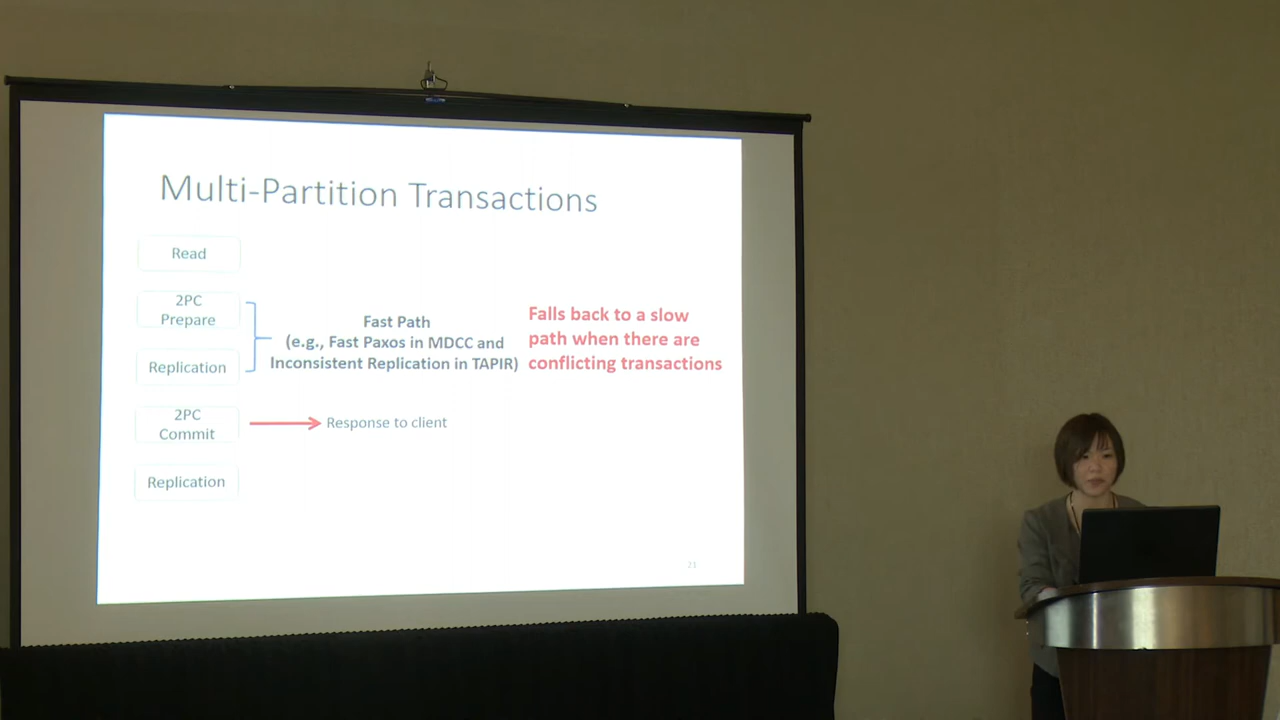 Multi-Partition Transactions
Read
2PC
Prepare
Replication
Fast Path
(e.g., Fast Paxos in MDCC and
Inconsistent Replication in TAPIR)
Falls back to a slow
path when there are
conflicting transactions
2PC
Commit
Response to client
Replication
21